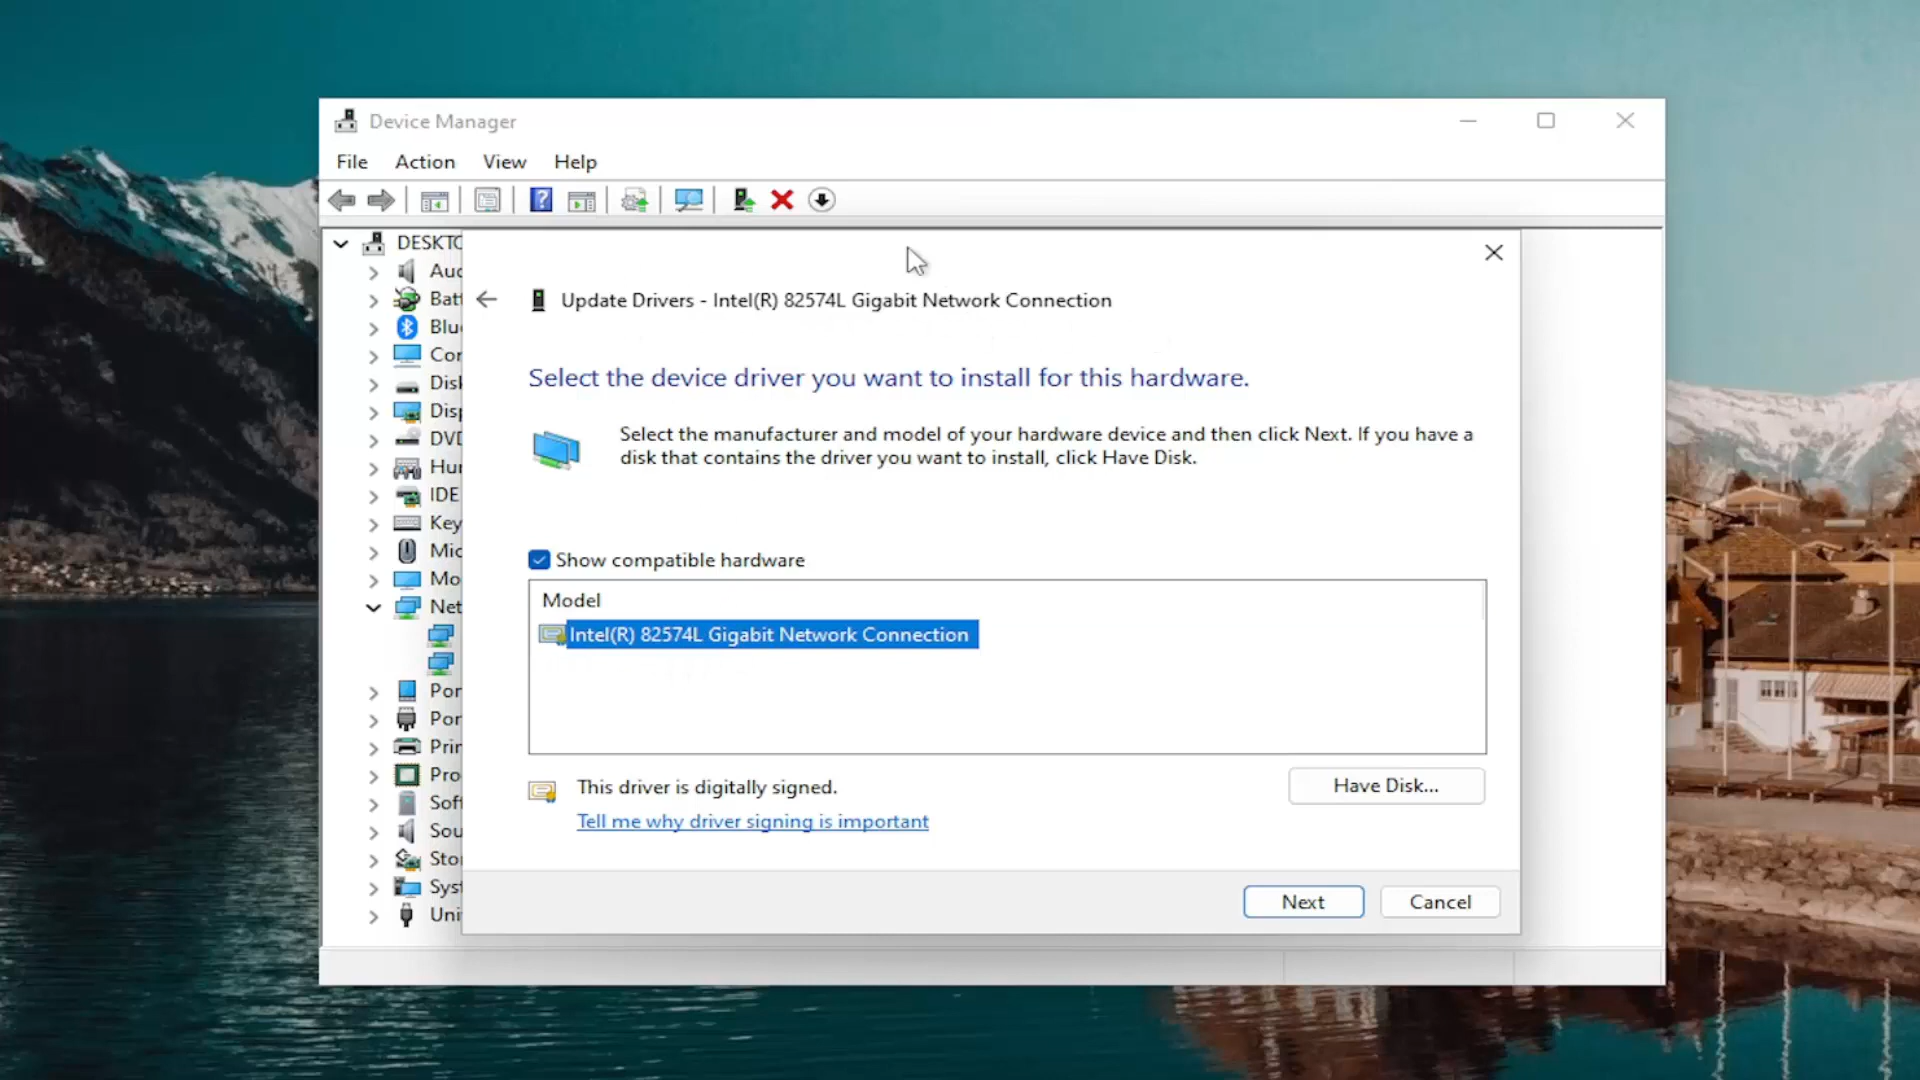 Device Manager
File Action View Help
DESKTO
Aud
Batt
Blu
Cor
Disk
Disp
DVD
Hur
IDE
Key
Mic
Mo
Net
Por
Por
Prin
Pro
Soft
Sou
Stor
Syst
Uni
Update Drivers - Intel(R) 82574L Gigabit Network Connection
Select the device driver you want to install for this hardware.
Select the manufacturer and model of your hardware device and then click Next. If you have a
disk that contains the driver you want to install, click Have Disk.
Show compatible hardware
Model
Intel(R) 82574L Gigabit Network Connection
This driver is digitally signed.
Have Disk...
Tell me why driver signing is important
Next
Cancel